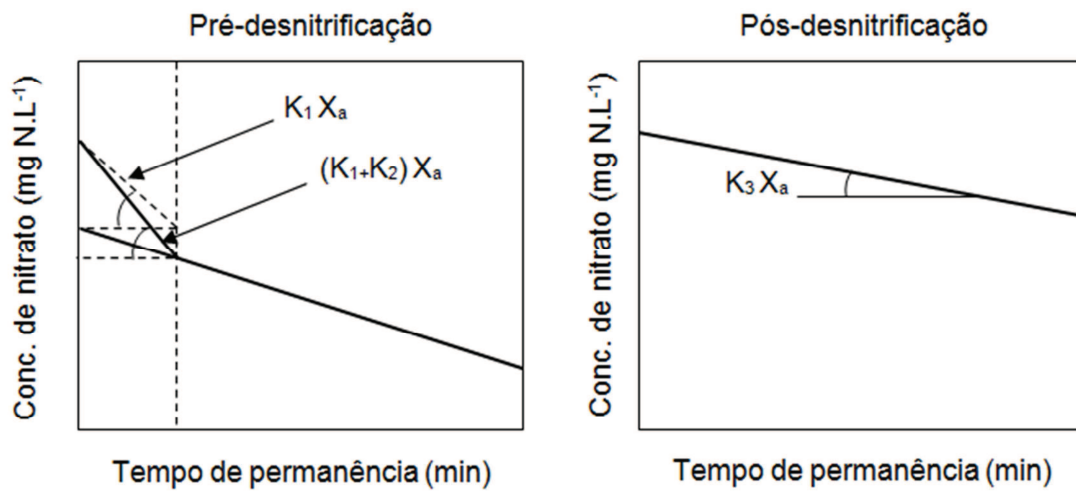 Pré-desnitrificação
Conc. de nitrato (mg N.L⁻¹)
K₁ Xₐ
(K₁₊K₂) Xₐ
Tempo de permanência (min)
Pós-desnitrificação
Conc. de nitrato (mg N.L⁻¹)
K₃ Xₐ
Tempo de permanência (min)